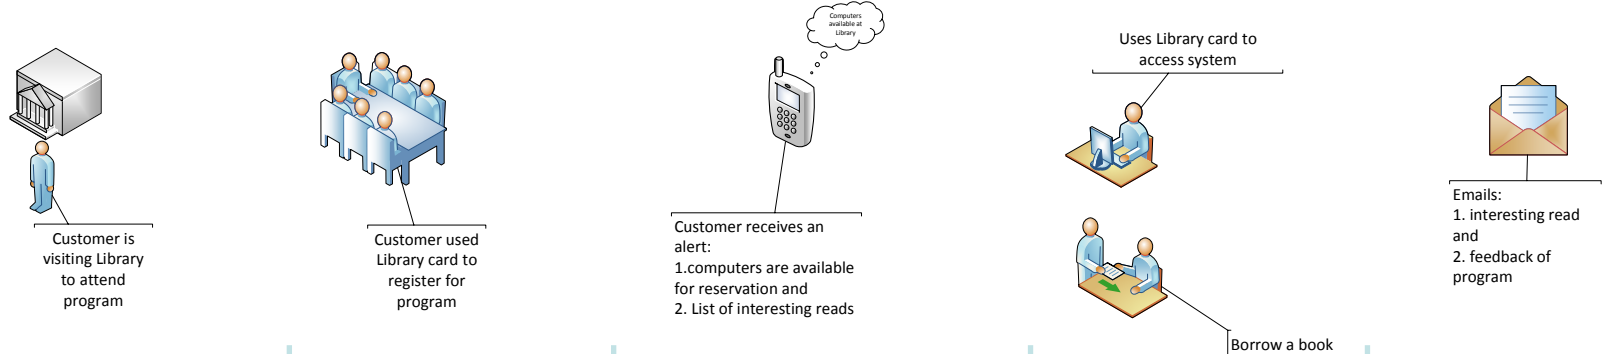 Customer is
visiting Library
to attend
program
Customer used
Library card to
register for
program
Computers
available at
Library
Customer receives an
alert:
1.computers are available
for reservation and
2. List of interesting reads
Uses Library card to
access system
Borrow a book
Emails:
1. interesting read
and
2. feedback of
program